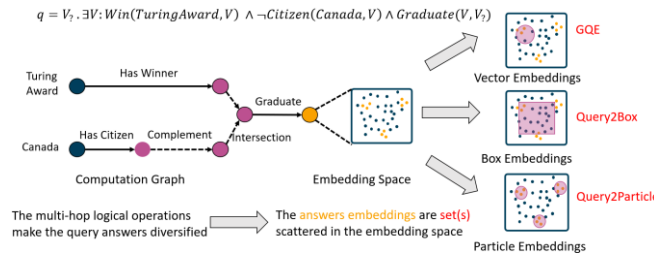 q = V? . ∃V: Win(TuringAward, V) ∧ ¬Citizen(Canada, V) ∧ Graduate(V, V?)
GQE
Turing
Award
Has Winner
Vector Embeddings
Graduate
Query2Box
Canada
Has Citizen
Complement
Intersection
Box Embeddings
Computation Graph
Embedding Space
Query2Particle
The multi-hop logical operations
make the query answers diversified
The answers embeddings are set(s)
scattered in the embedding space
Particle Embeddings